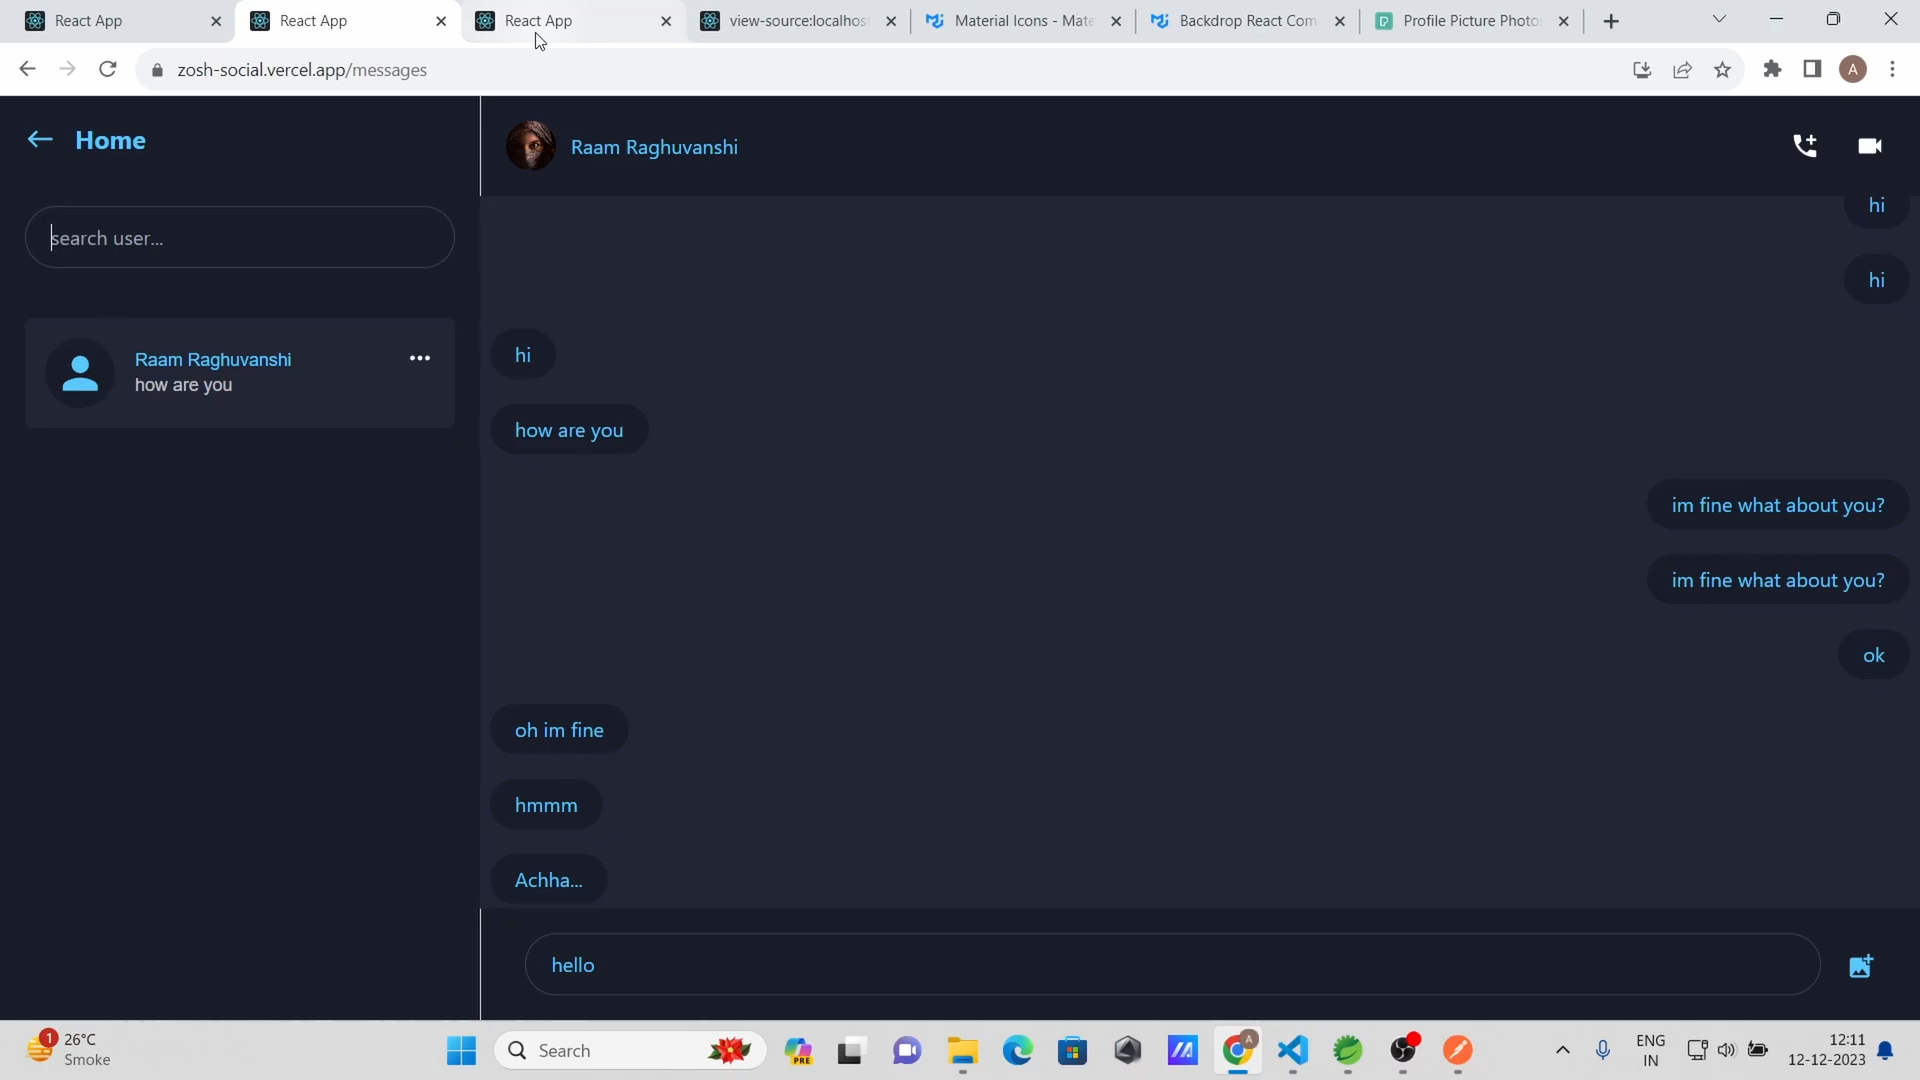 React App
React App
React App
view-source:localhos
Material Icons - Mate
Backdrop React Com
Profile Picture Photo
zosh-social.vercel.app/messages
A
Home
Raam Raghuvanshi
search user...
Raam Raghuvanshi
how are you
hi
hi
hi
how are you
im fine what about you?
im fine what about you?
ok
oh im fine
hmmm
Achha...
hello
1
26°C
Smoke
Search
PRE
A
ENG
IN
12:11
12-12-2023